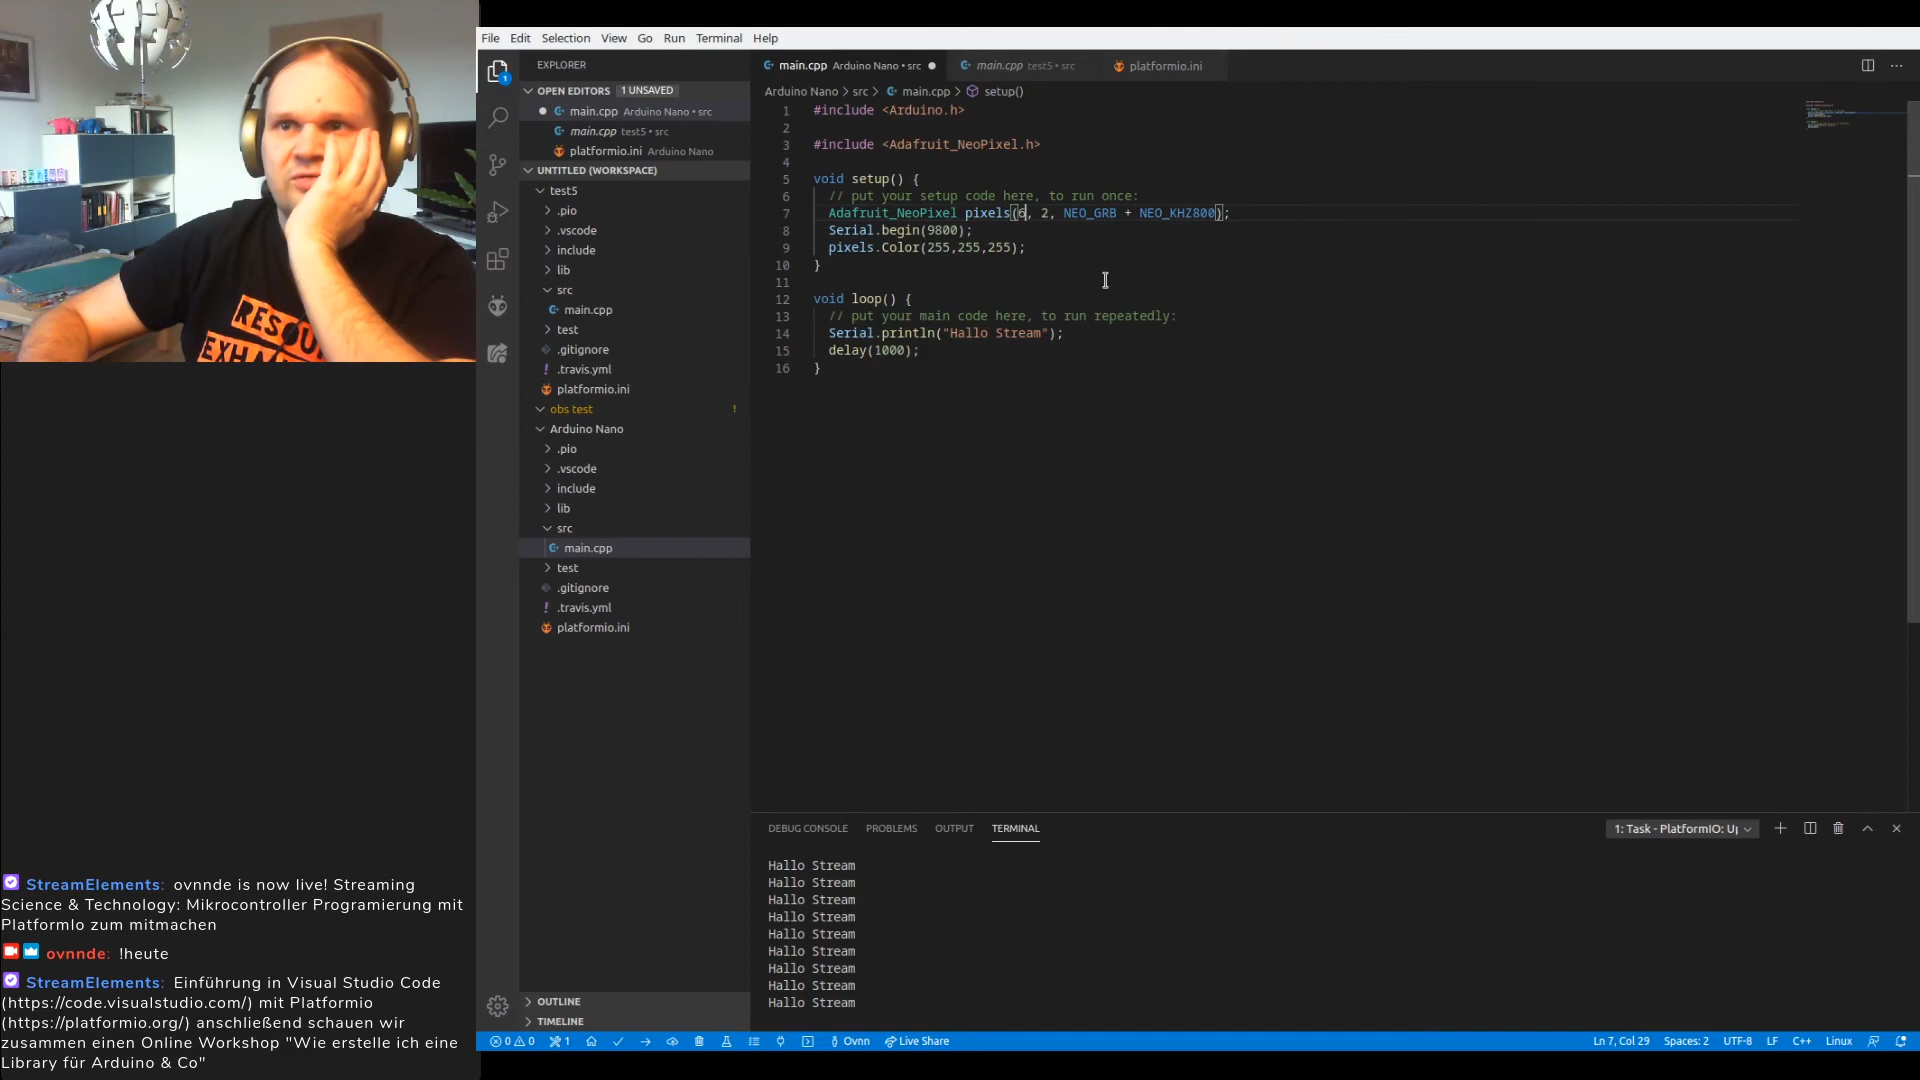 RESOU
EXHAU
StreamElements: ovnnde is now live! Streaming
Science & Technology: Mikrocontroller Programierung mit
PlatformIo zum mitmachen
ovnnde: !heute
StreamElements: Einführung in Visual Studio Code
(https://code.visualstudio.com/) mit Platformio
(https://platformio.org/) anschließend schauen wir
zusammen einen Online Workshop "Wie erstelle ich eine
Library für Arduino & Co"
File Edit Selection View Go Run Terminal Help
EXPLORER
OPEN EDITORS 1 UNSAVED
main.cpp Arduino Nano • src
main.cpp test5 • src
platformio.ini Arduino Nano
UNTITLED (WORKSPACE)
test5
.pio
.vscode
include
lib
src
main.cpp
test
.gitignore
.travis.yml
platformio.ini
obs test !
Arduino Nano
.pio
.vscode
include
lib
src
main.cpp
test
.gitignore
.travis.yml
platformio.ini
OUTLINE
TIMELINE
main.cpp Arduino Nano • src main.cpp test5 • src platformio.ini
Arduino Nano > src > main.cpp > setup()
1 #include <Arduino.h>
2
3 #include <Adafruit_NeoPixel.h>
4
5 void setup() {
6 // put your setup code here, to run once:
7 Adafruit_NeoPixel pixels(6, 2, NEO_GRB + NEO_KHZ800);
8 Serial.begin(9800);
9 pixels.Color(255,255,255);
10 }
11
12 void loop() {
13 // put your main code here, to run repeatedly:
14 Serial.println("Hallo Stream");
15 delay(1000);
16 }
DEBUG CONSOLE PROBLEMS OUTPUT TERMINAL 1: Task - PlatformIO: Up
Hallo Stream
Hallo Stream
Hallo Stream
Hallo Stream
Hallo Stream
Hallo Stream
Hallo Stream
Hallo Stream
Hallo Stream
0 0 1 Ovnn Live Share Ln 7, Col 29 Spaces: 2 UTF-8 LF C++ Linux